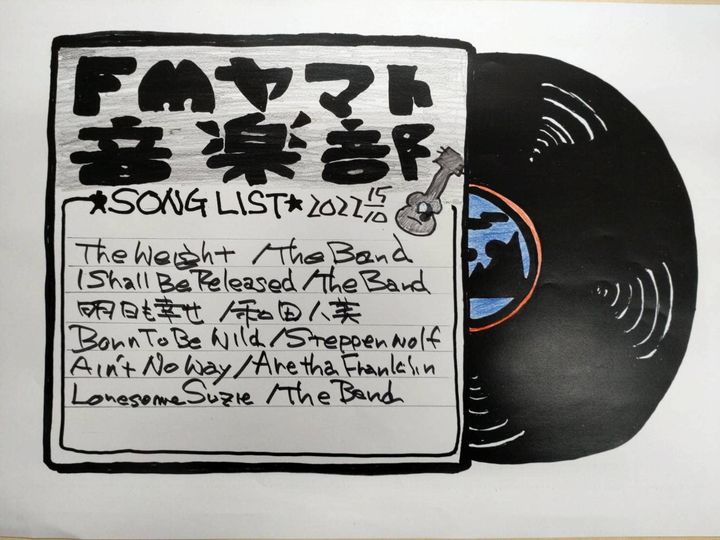 FMヤマト
音楽部
★SONG LIST★ 2022 15/10
The Weight /The Band
I Shall Be Released /The Band
明日も幸せ /和田八美
Born To Be Wild /Steppenwolf
Ain't No Way /Aretha Franklin
Lonesome Suzie /The Band